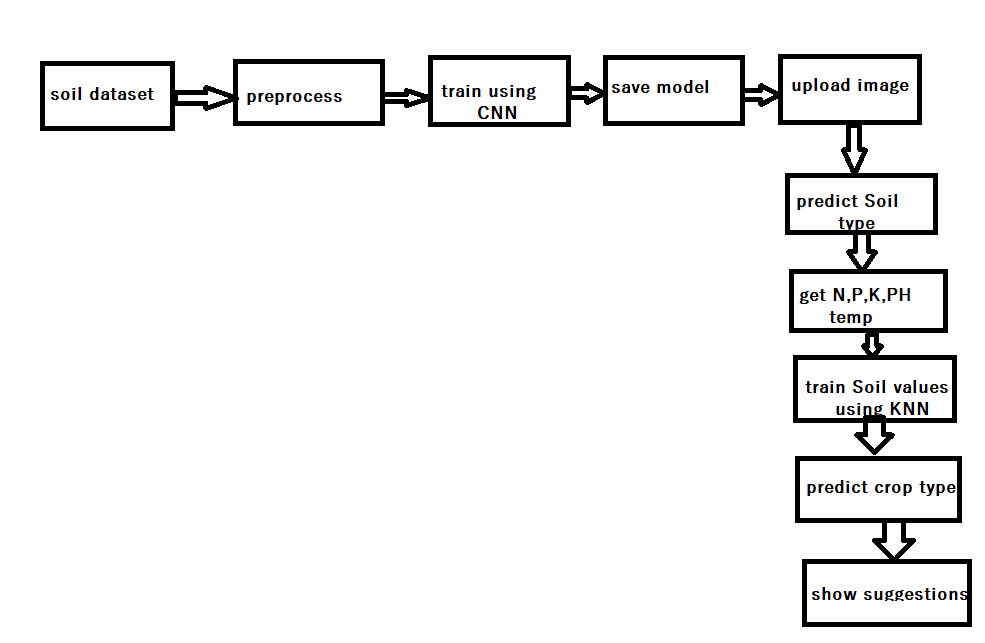 soil dataset
preprocess
train using
CNN
save model
upload image
predict Soil
type
get N,P,K,PH
temp
train Soil values
using KNN
predict crop type
show suggestions